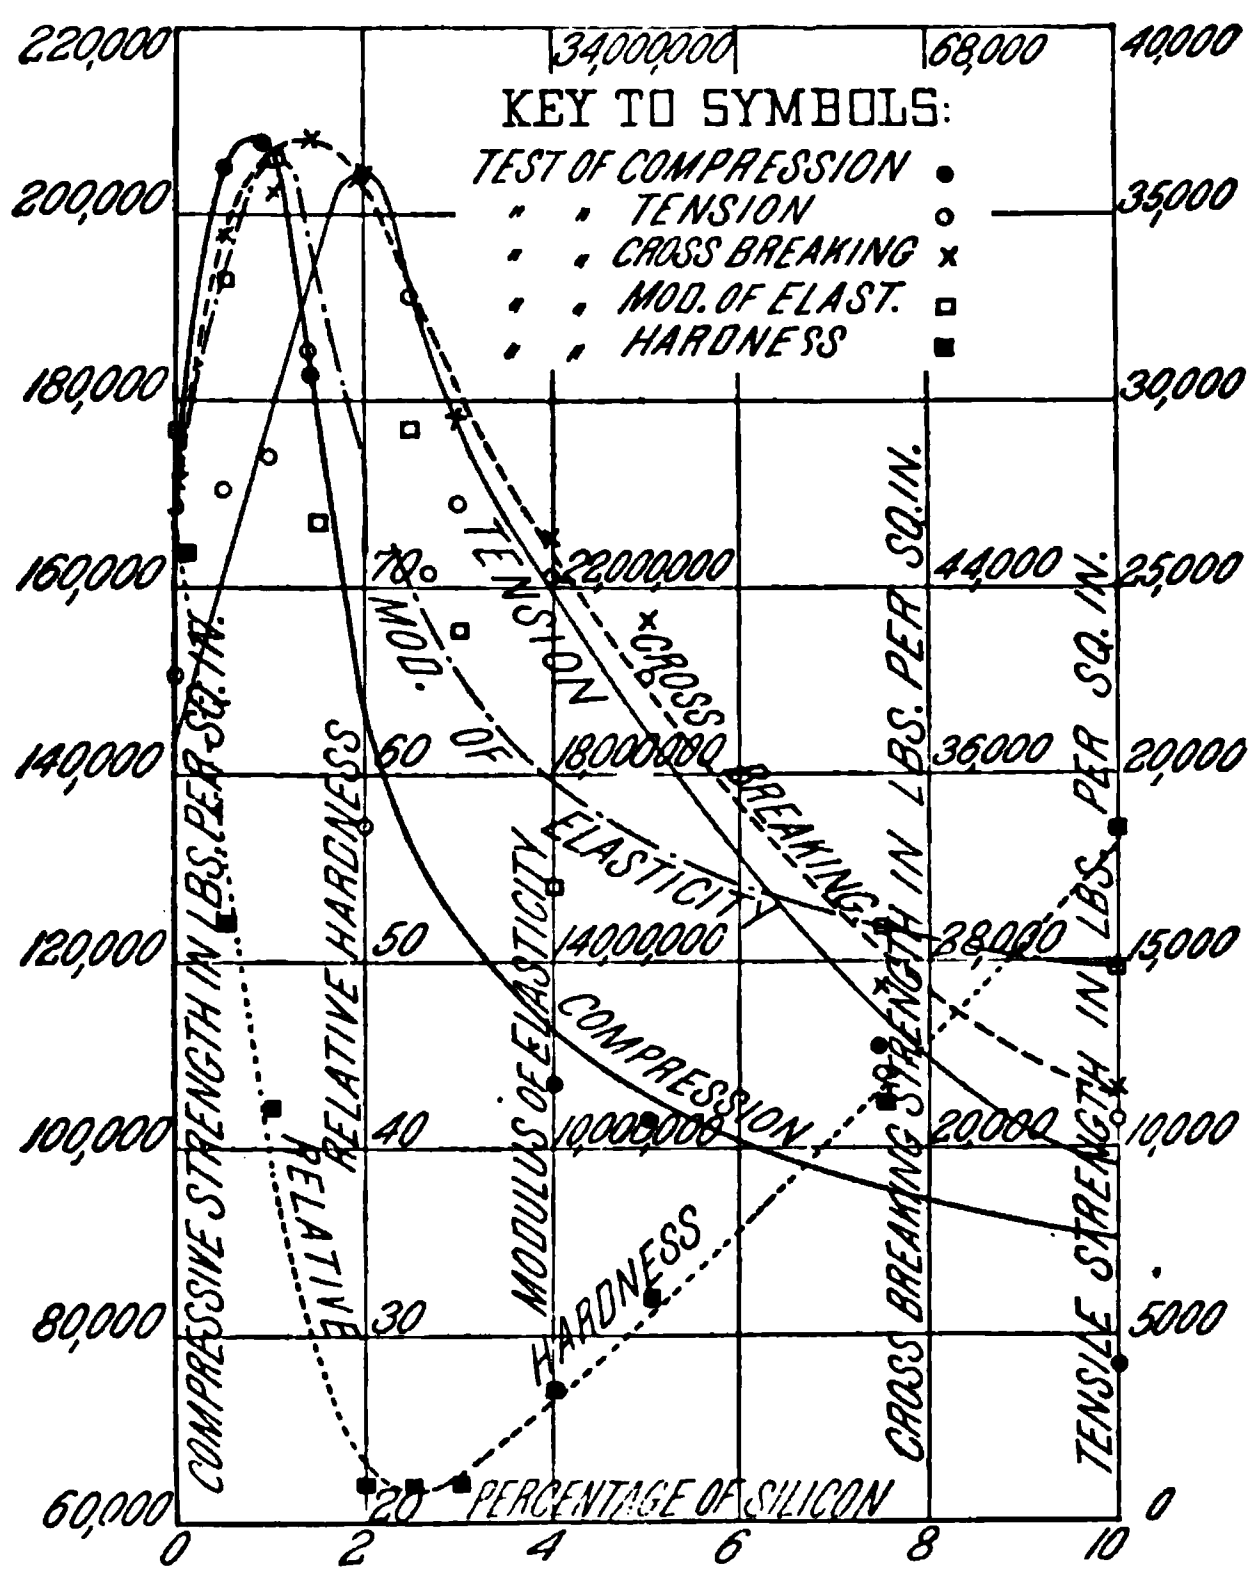 220,000 34,000,000 68,000 40,000
KEY TO SYMBOLS:
TEST OF COMPRESSION
" " TENSION
200,000 35,000
" " CROSS BREAKING x
" " MOD. OF ELAST.
" " HARDNESS
180,000 30,000
160,000 70 22,000,000 44,000 25,000
140,000 60 18,000,000 36,000 20,000
120,000 50 14,000,000 28,000 15,000
100,000 40 10,000,000 20,000 10,000
80,000 30 5000
60,000 20 PERCENTAGE OF SILICON 0
0 2 4 6 8 10
COMPRESSIVE STRENGTH IN LBS. PER SQ. IN.
RELATIVE HARDNESS
MODULUS OF ELASTICITY
CROSS BREAKING STRENGTH IN LBS. PER SQ. IN.
TENSILE STRENGTH IN LBS. PER SQ. IN.
TENSION
CROSS BREAKING
MOD. OF ELASTICITY
COMPRESSION
RELATIVE HARDNESS